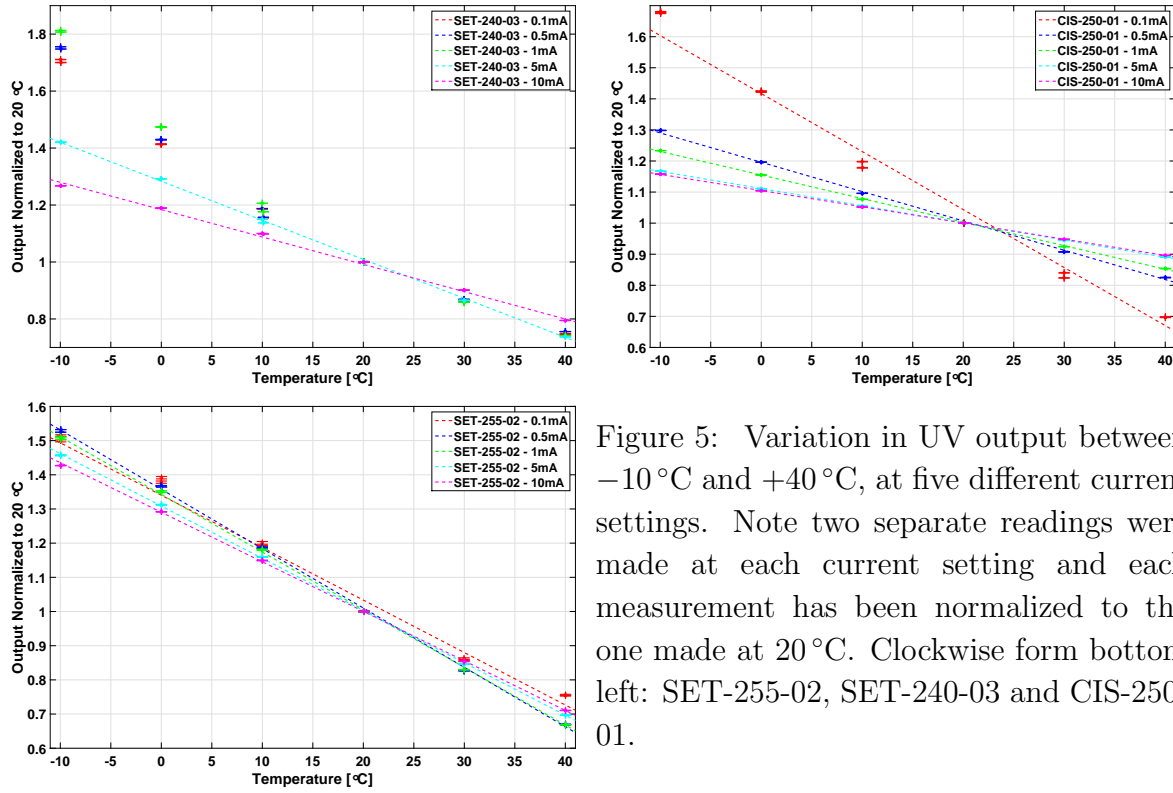 1.8
1.6
1.4
1.2
1
0.8
Output Normalized to 20 °C
-10 -5 0 5 10 15 20 25 30 35 40
Temperature [°C]
SET-240-03 - 0.1mA
SET-240-03 - 0.5mA
SET-240-03 - 1mA
SET-240-03 - 5mA
SET-240-03 - 10mA
1.6
1.5
1.4
1.3
1.2
1.1
1
0.9
0.8
0.7
0.6
Output Normalized to 20 °C
-10 -5 0 5 10 15 20 25 30 35 40
Temperature [°C]
CIS-250-01 - 0.1mA
CIS-250-01 - 0.5mA
CIS-250-01 - 1mA
CIS-250-01 - 5mA
CIS-250-01 - 10mA
1.6
1.5
1.4
1.3
1.2
1.1
1
0.9
0.8
0.7
0.6
Output Normalized to 20 °C
-10 -5 0 5 10 15 20 25 30 35 40
Temperature [°C]
SET-255-02 - 0.1mA
SET-255-02 - 0.5mA
SET-255-02 - 1mA
SET-255-02 - 5mA
SET-255-02 - 10mA
Figure 5: Variation in UV output between
−10 °C and +40 °C, at five different current
settings. Note two separate readings wer
made at each current setting and each
measurement has been normalized to th
one made at 20 °C. Clockwise form bottom
left: SET-255-02, SET-240-03 and CIS-250
01.